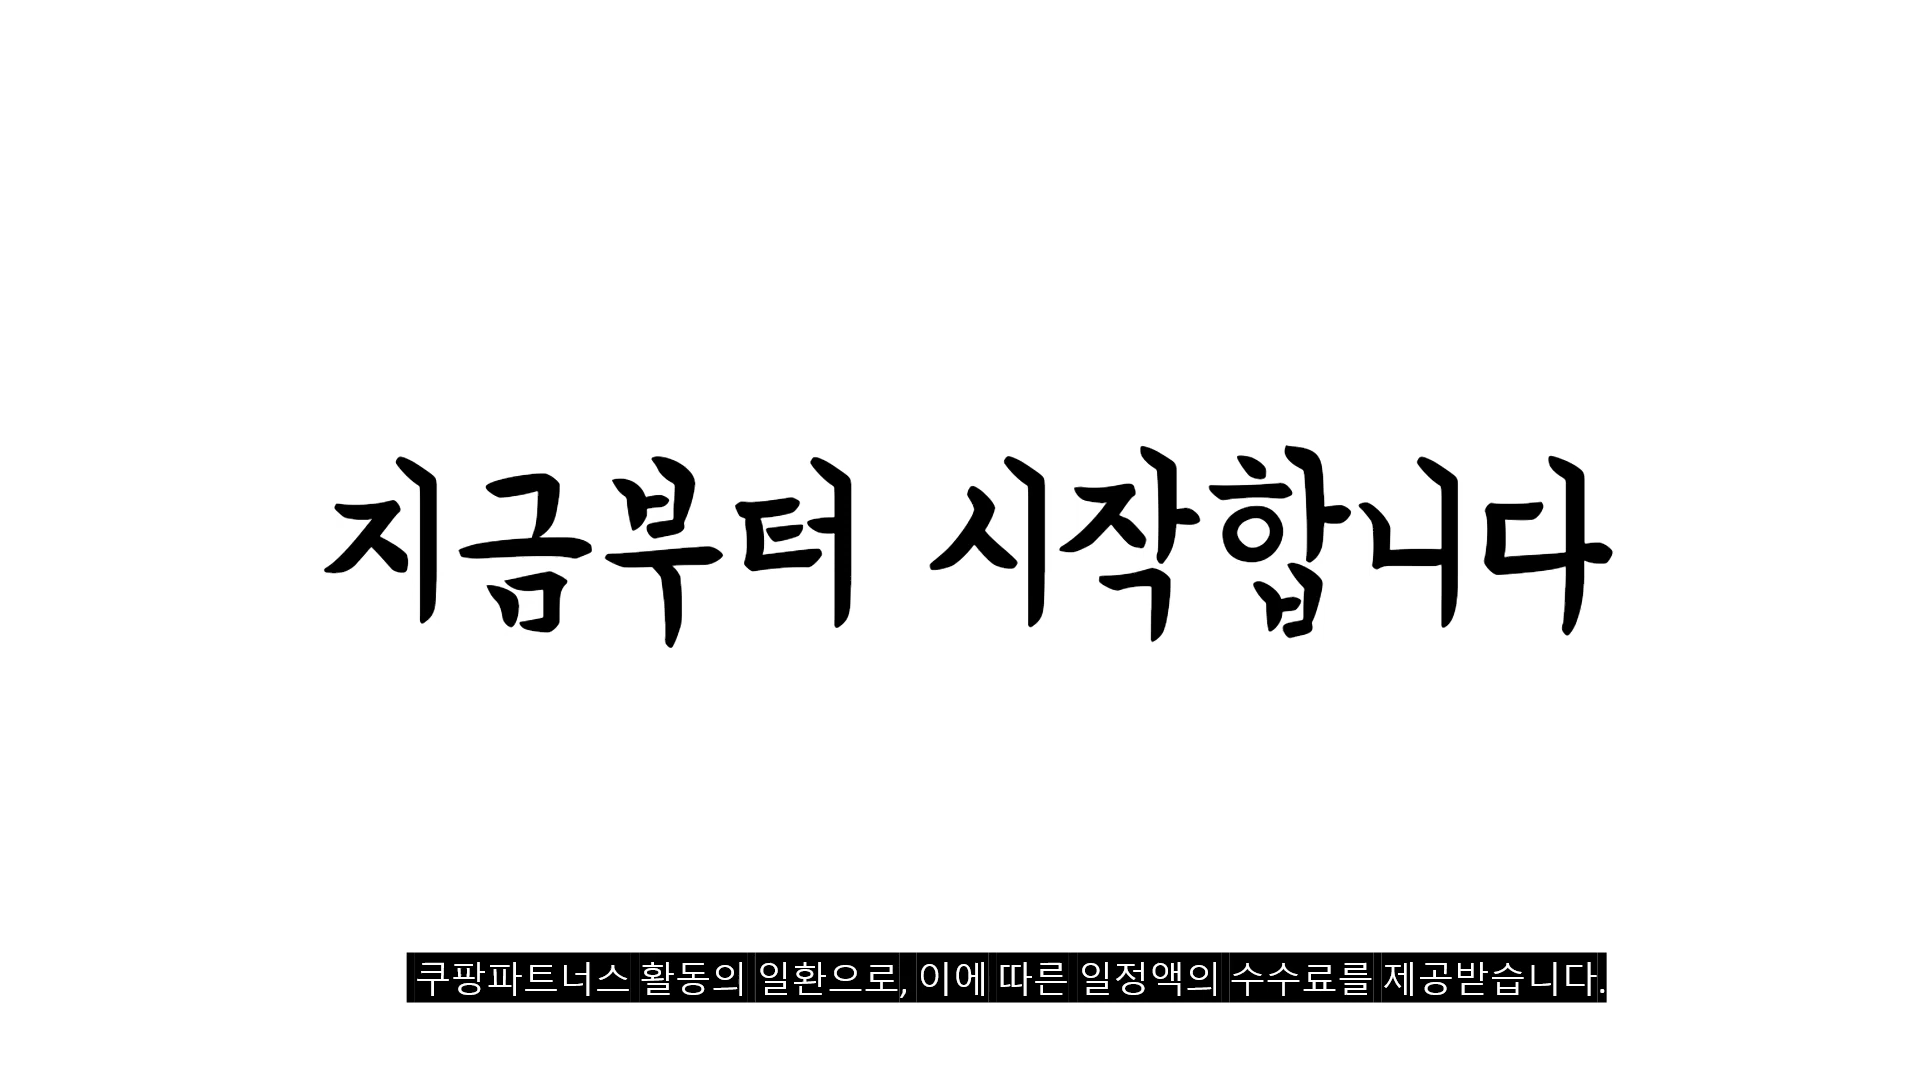 지금부터 시작합니다
쿠팡파트너스 활동의 일환으로, 이에 따른 일정액의 수수료를 제공받습니다.